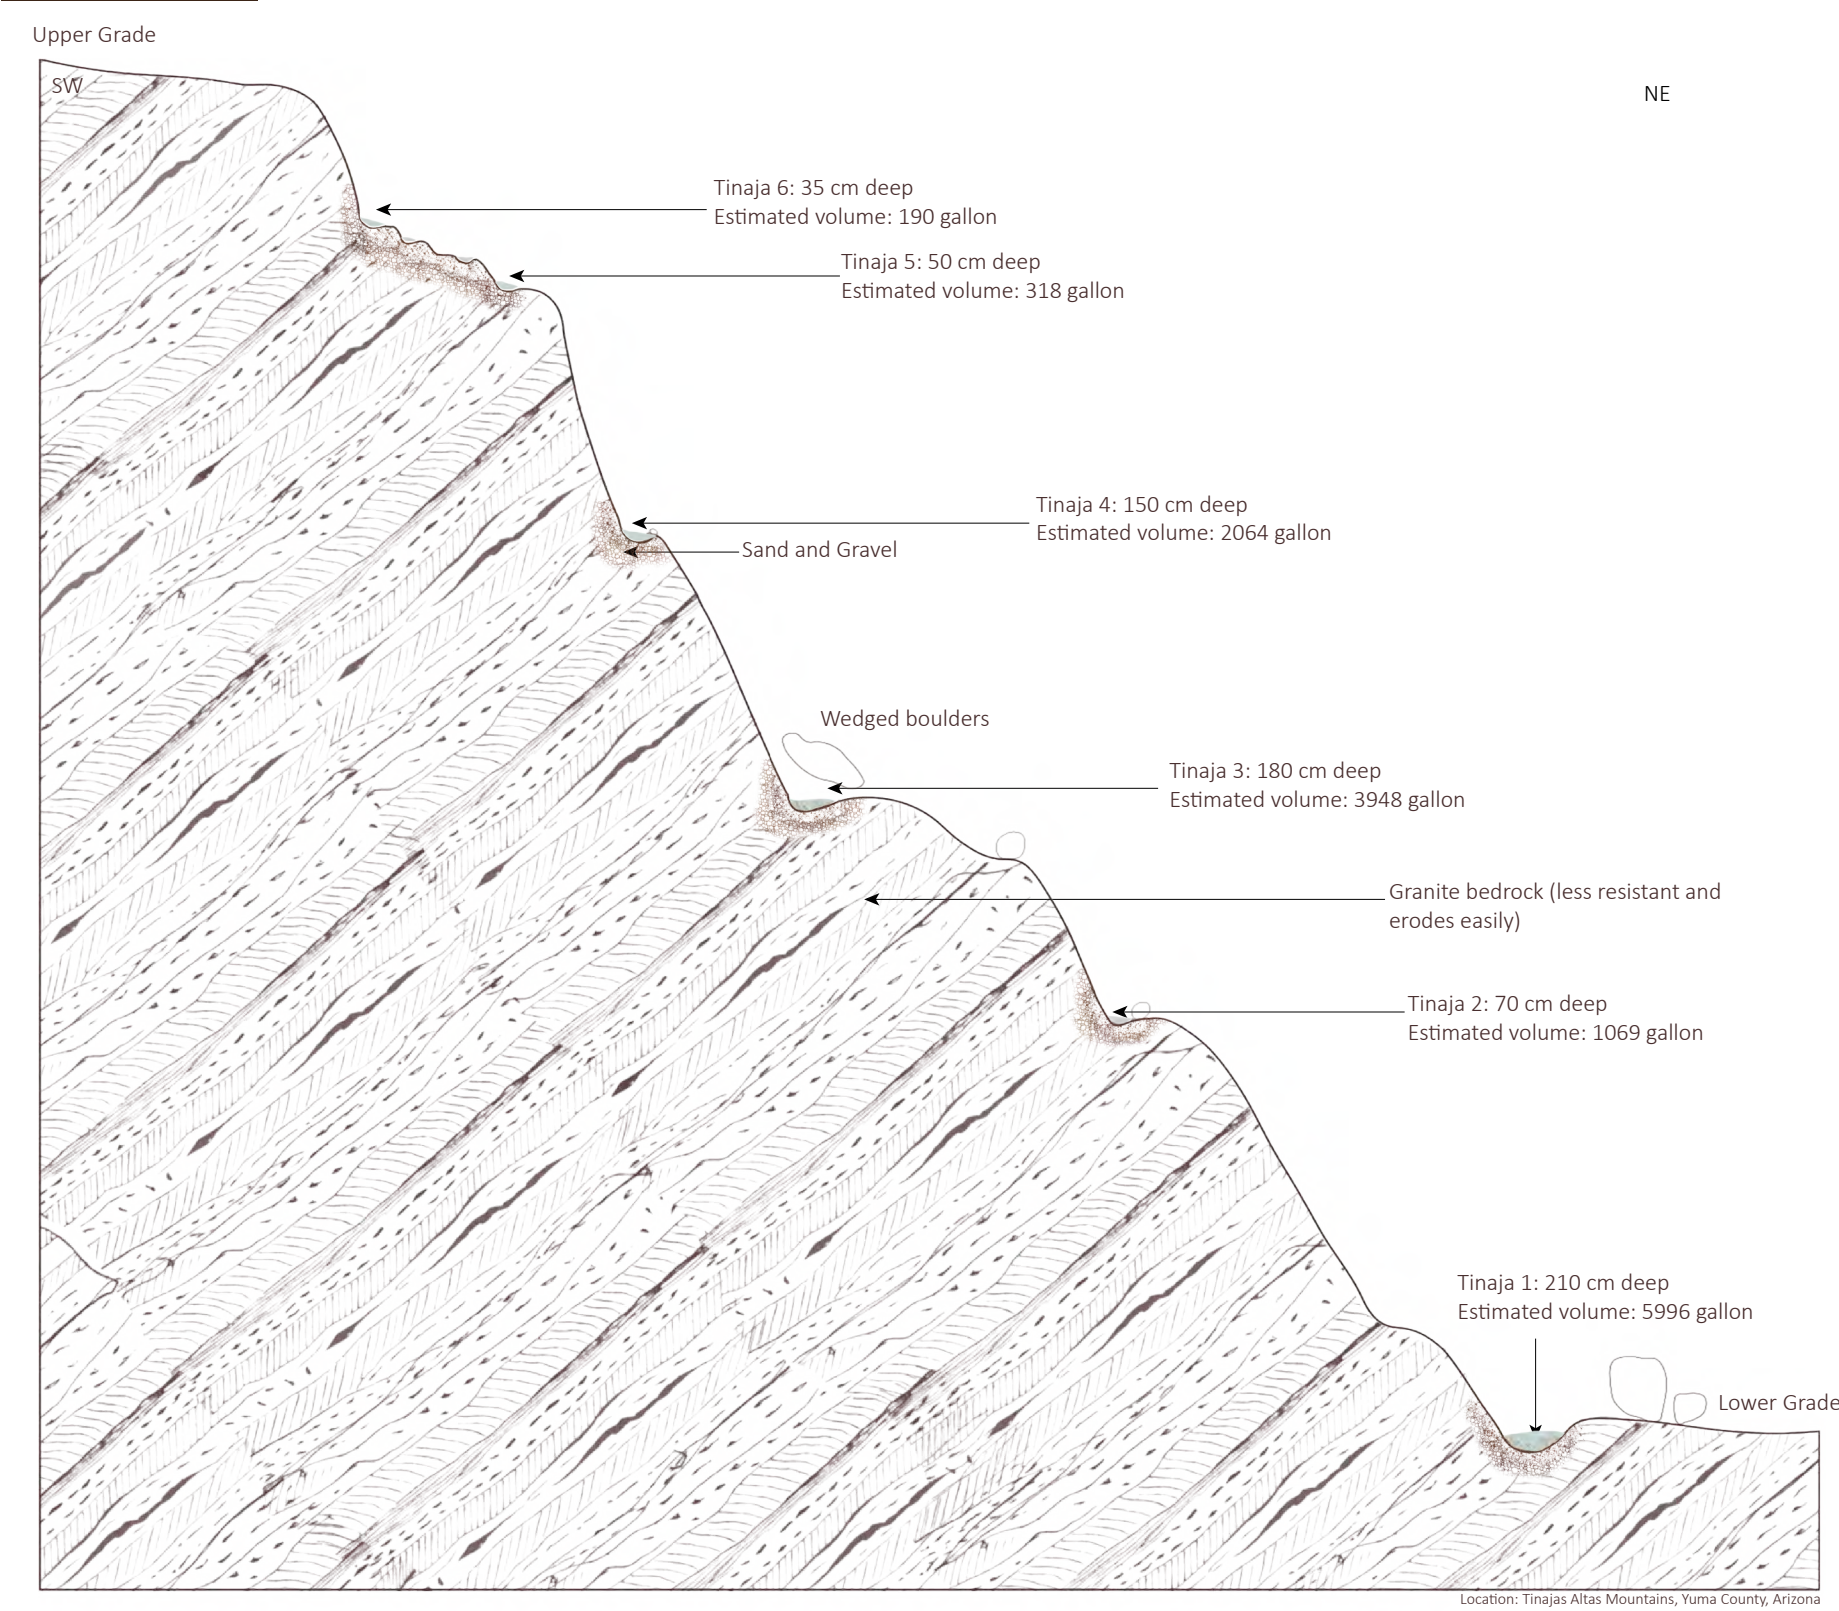 Upper Grade
SW
NE
Tinaja 6: 35 cm deep
Estimated volume: 190 gallon
Tinaja 5: 50 cm deep
Estimated volume: 318 gallon
Tinaja 4: 150 cm deep
Estimated volume: 2064 gallon
Sand and Gravel
Wedged boulders
Tinaja 3: 180 cm deep
Estimated volume: 3948 gallon
Granite bedrock (less resistant and
erodes easily)
Tinaja 2: 70 cm deep
Estimated volume: 1069 gallon
Tinaja 1: 210 cm deep
Estimated volume: 5996 gallon
Lower Grade
Location: Tinajas Altas Mountains, Yuma County, Arizona